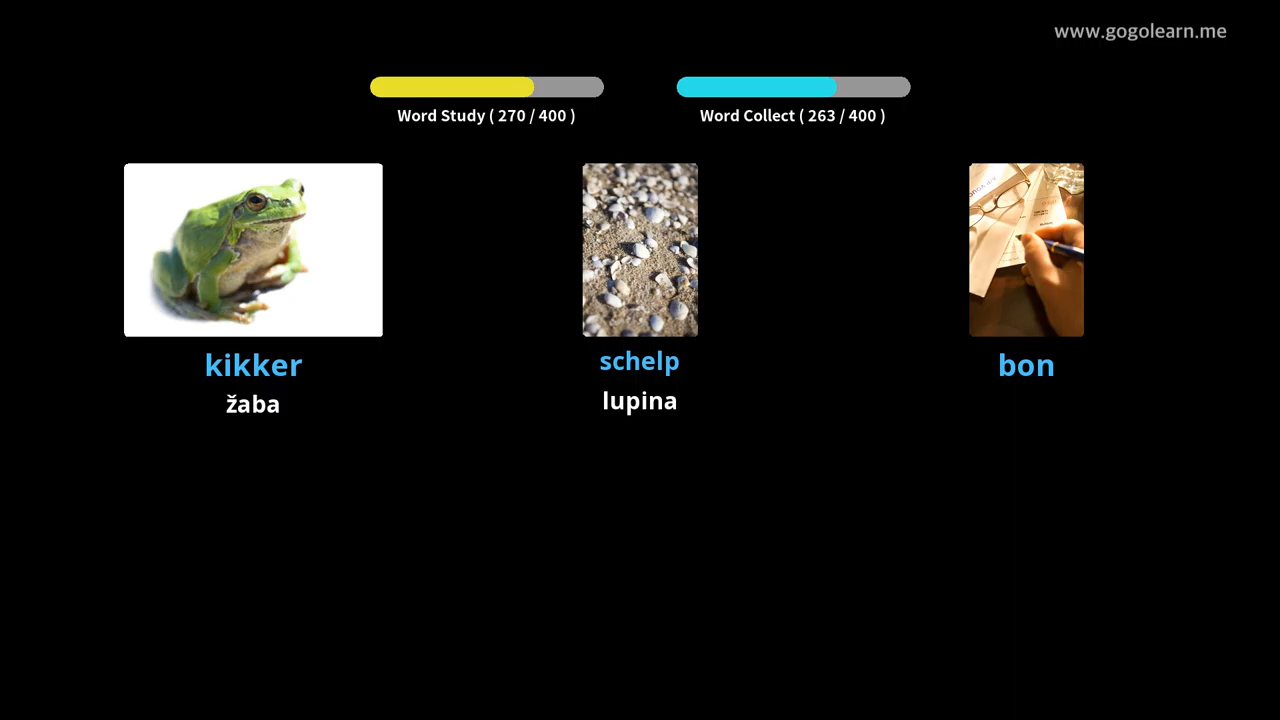 www.gogolearn.me
Word Study ( 270 / 400 )
Word Collect ( 263 / 400 )
kikker
schelp
bon
žaba
lupina